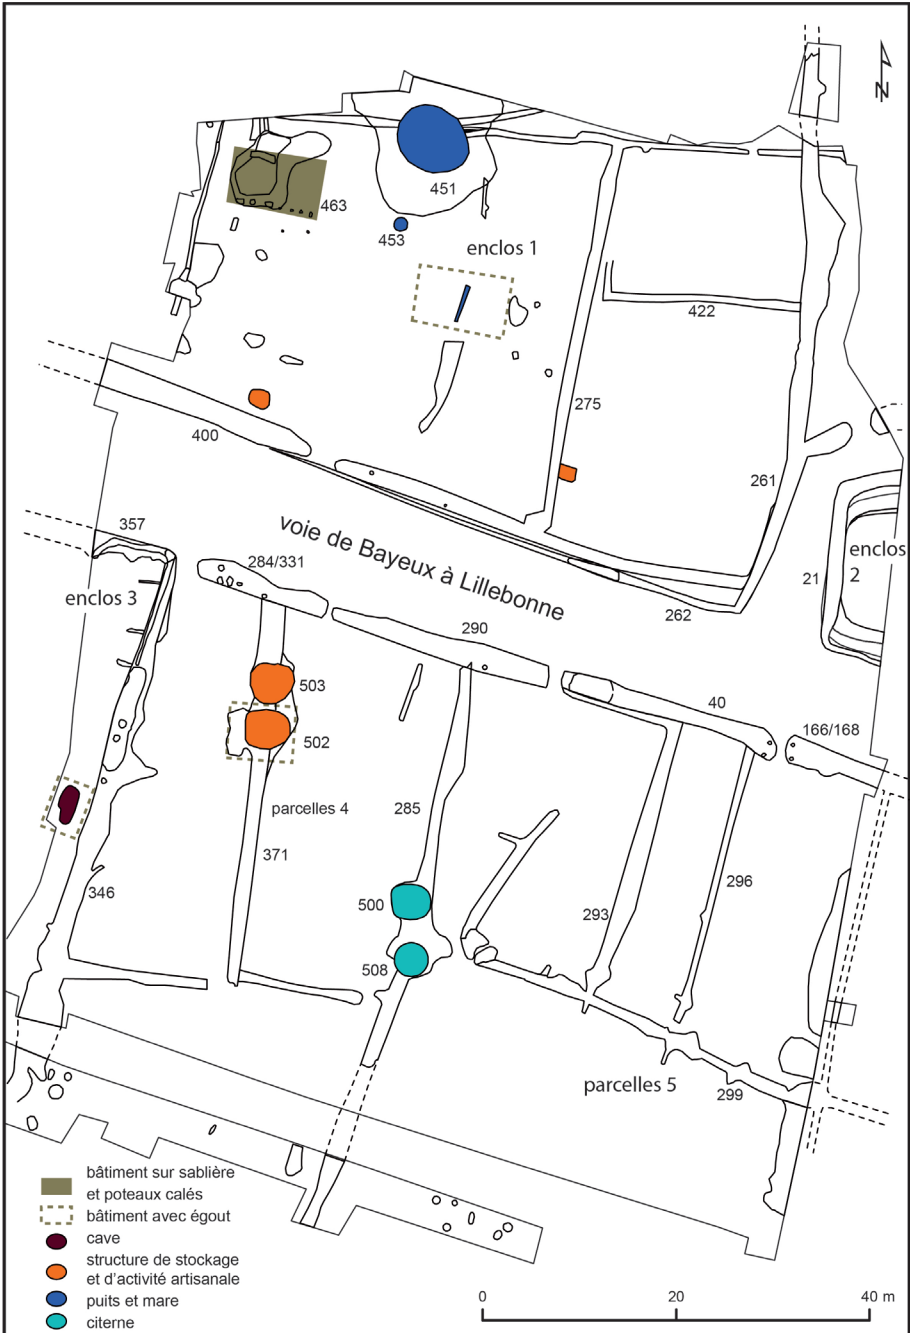 N
451
463
453
enclos 1
422
275
400
261
357
voie de Bayeux à Lillebonne
enclos
2
21
284/331
enclos 3
262
290
503
40
166/168
502
parcelles 4
285
371
296
346
500
293
508
parcelles 5
299
bâtiment sur sablière
et poteaux calés
bâtiment avec égout
cave
structure de stockage
et d'activité artisanale
puits et mare
citerne
0 20 40 m